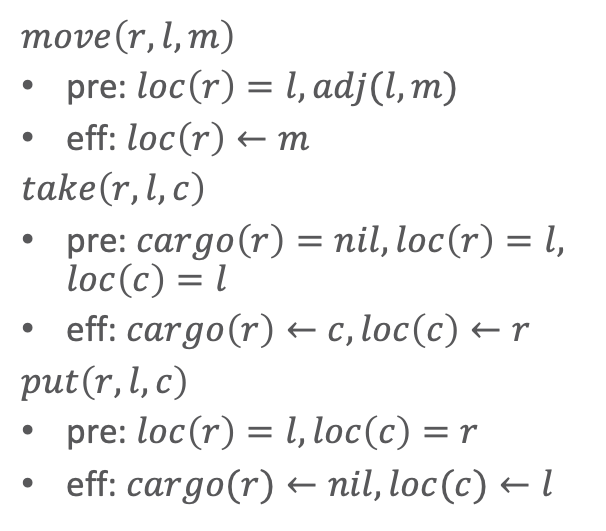 move(r, l, m)
• pre: loc(r) = l, adj(l, m)
• eff: loc(r) ← m
take(r, l, c)
• pre: cargo(r) = nil, loc(r) = l,
loc(c) = l
• eff: cargo(r) ← c, loc(c) ← r
put(r, l, c)
• pre: loc(r) = l, loc(c) = r
• eff: cargo(r) ← nil, loc(c) ← l